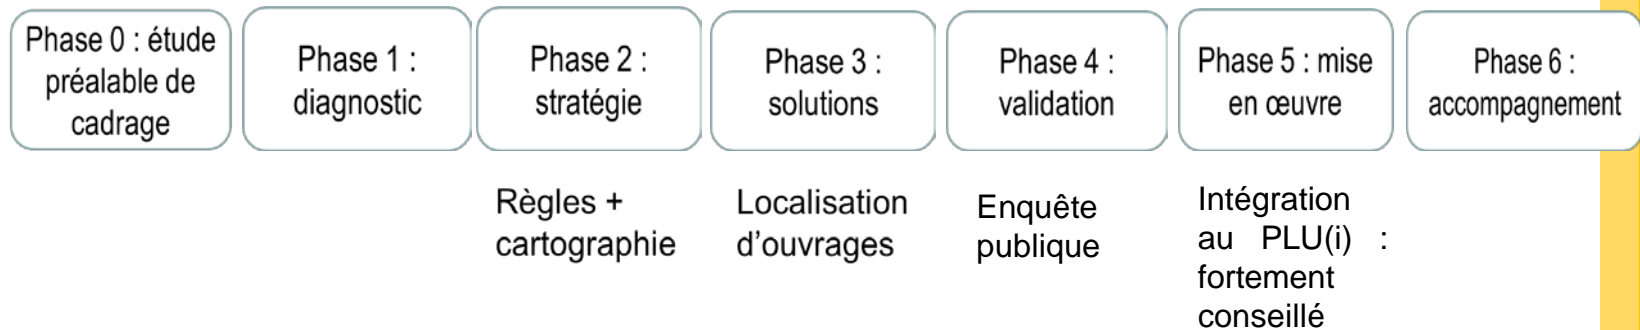 Phase 0 : étude
préalable de
cadrage
Phase 1 :
diagnostic
Phase 2 :
stratégie
Phase 3 :
solutions
Phase 4 :
validation
Phase 5 : mise
en œuvre
Phase 6 :
accompagnement
Règles +
cartographie
Localisation
d’ouvrages
Enquête
publique
Intégration
au PLU(i) :
fortement
conseillé